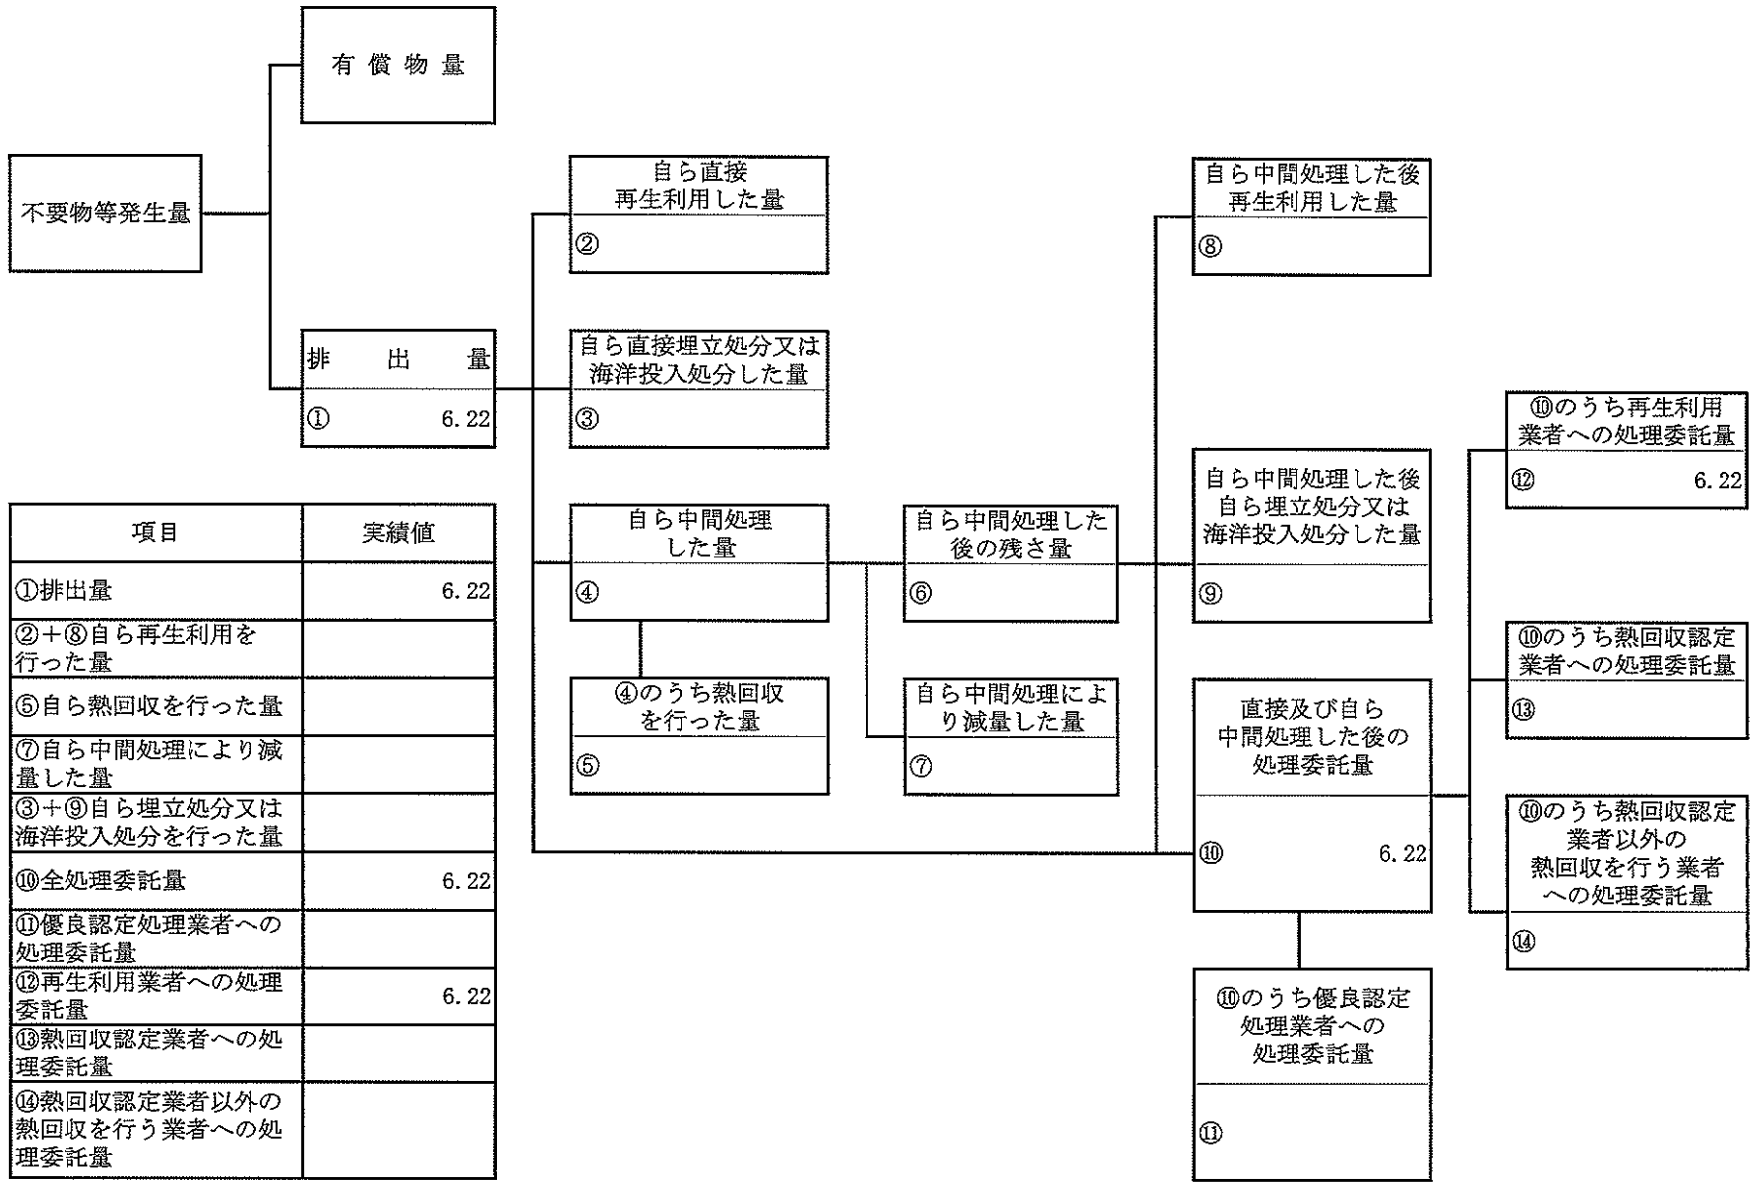 有償物量
不要物等発生量
排出量
① 6.22
自ら直接
再生利用した量
②
自ら直接埋立処分又は
海洋投入処分した量
③
自ら中間処理
した量
④
④のうち熱回収
を行った量
⑤
自ら中間処理した
後の残さ量
⑥
自ら中間処理によ
り減量した量
⑦
自ら中間処理した後
再生利用した量
⑧
自ら中間処理した後
自ら埋立処分又は
海洋投入処分した量
⑨
直接及び自ら
中間処理した後の
処理委託量
⑩ 6.22
⑩のうち優良認定
処理業者への
処理委託量
⑪
⑩のうち再生利用
業者への処理委託量
⑫ 6.22
⑩のうち熱回収認定
業者への処理委託量
⑬
⑩のうち熱回収認定
業者以外の
熱回収を行う業者
への処理委託量
⑭
項目 実績値
①排出量 6.22
②+⑧自ら再生利用を
行った量
⑤自ら熱回収を行った量
⑦自ら中間処理により減
量した量
③+⑨自ら埋立処分又は
海洋投入処分を行った量
⑩全処理委託量 6.22
⑪優良認定処理業者への
処理委託量
⑫再生利用業者への処理
委託量 6.22
⑬熱回収認定業者への処
理委託量
⑭熱回収認定業者以外の
熱回収を行う業者への処
理委託量